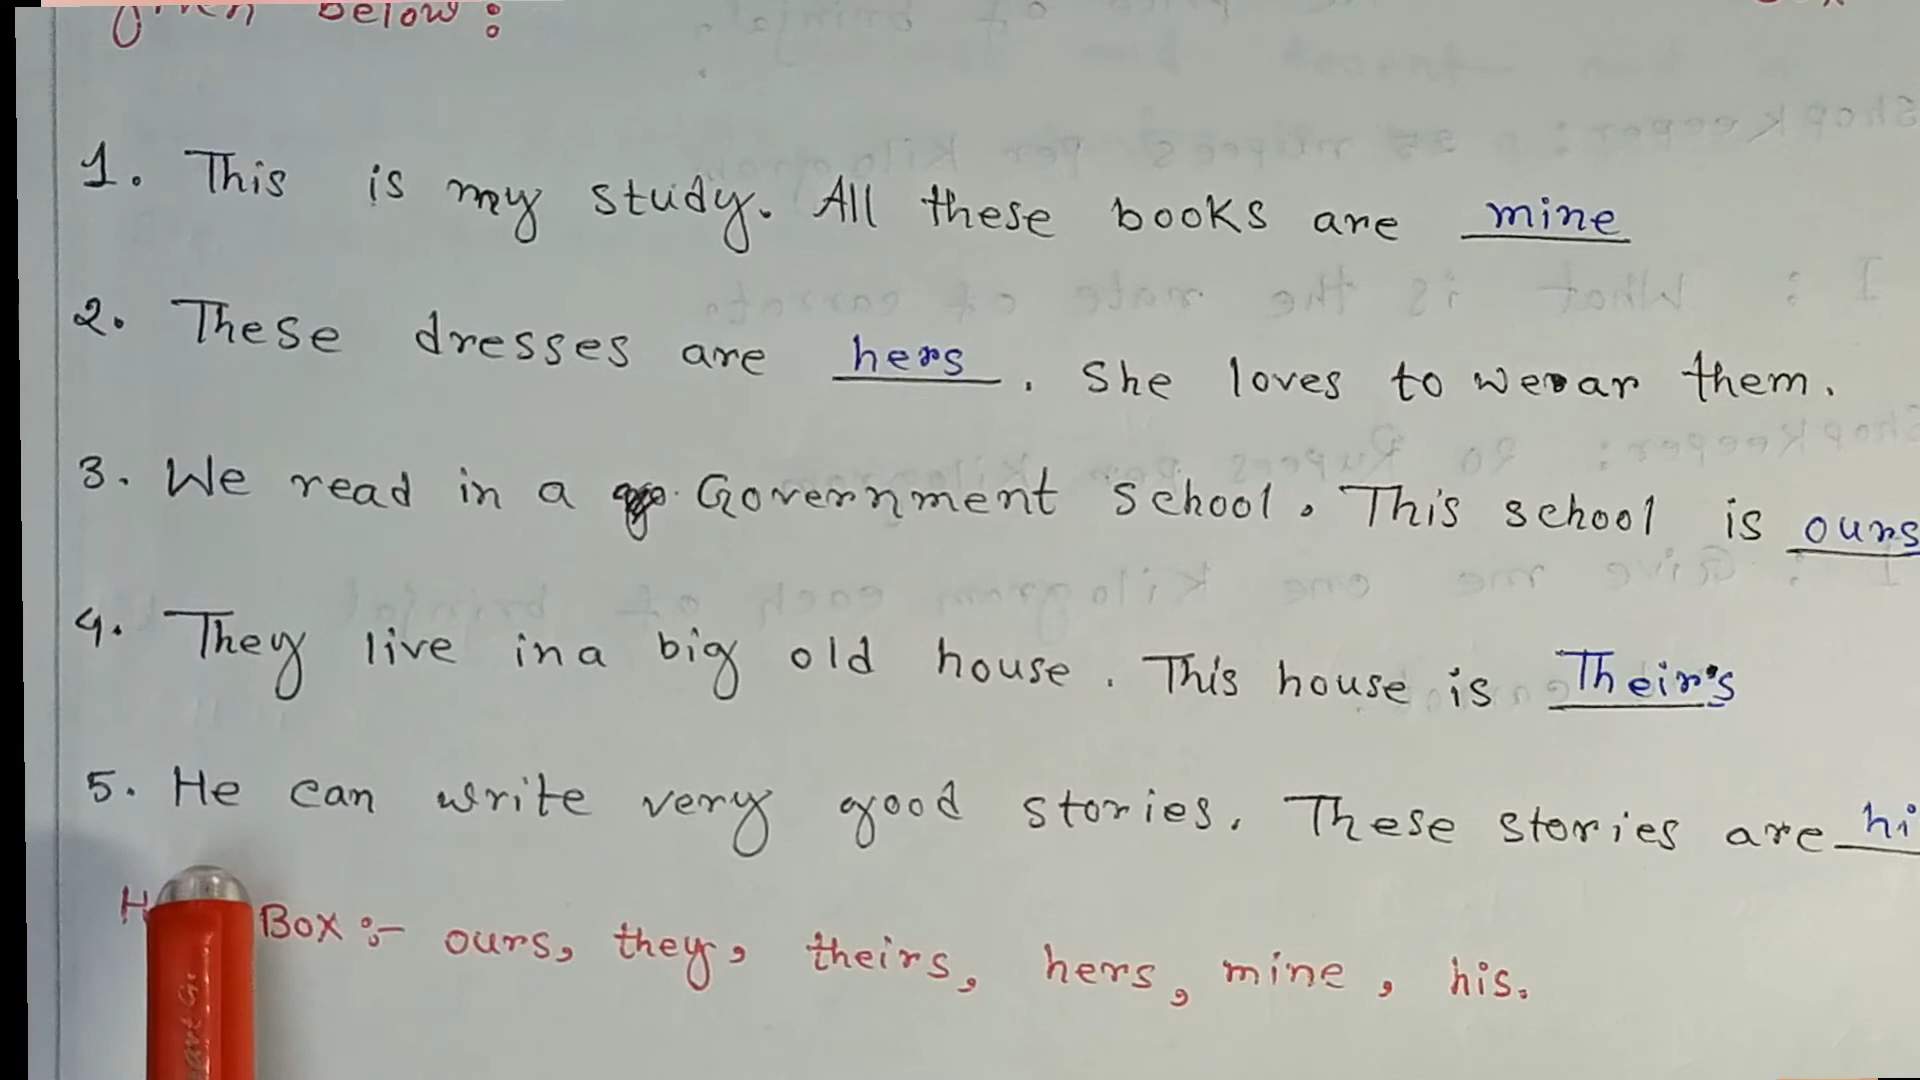 given below:
1. This is my study. All these books are mine
2. These dresses are hers. She loves to wear them.
3. We read in a Government school. This school is ours
4. They live in a big old house. This house is Their's
5. He can write very good stories. These stories are hi
H Box :- ours, they, theirs, hers, mine, his.